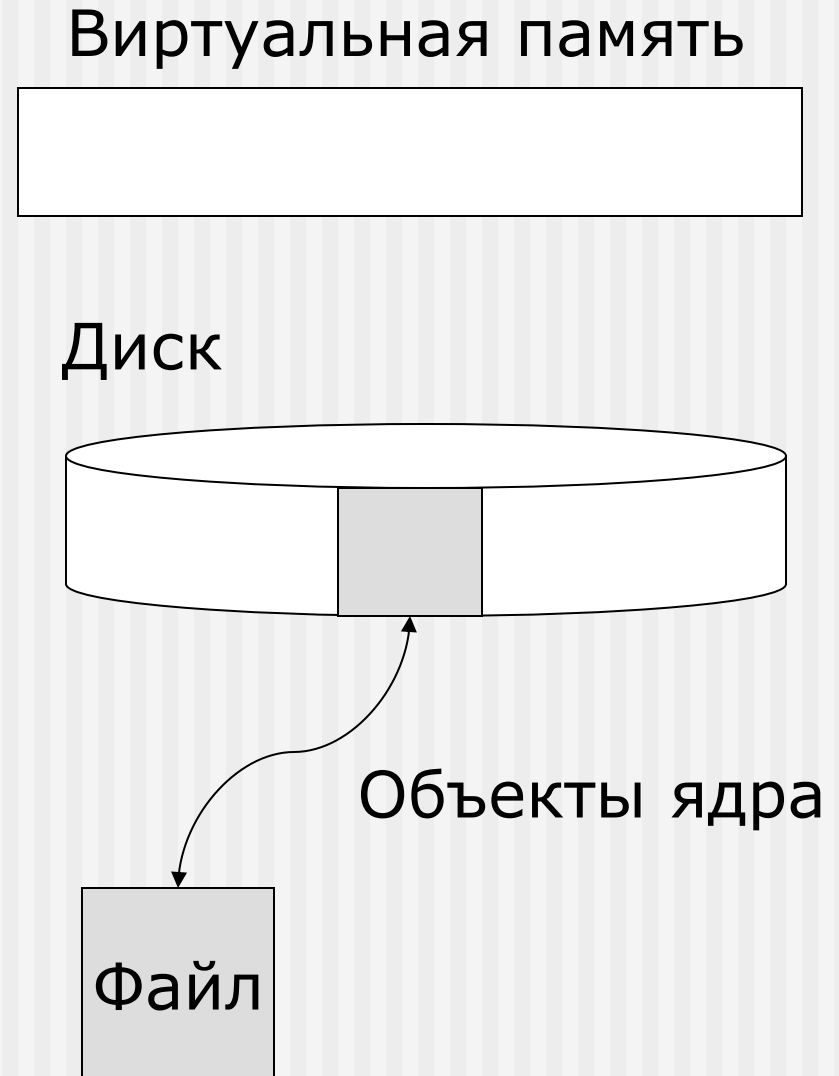 Виртуальная память
Диск
Объекты ядра
Файл